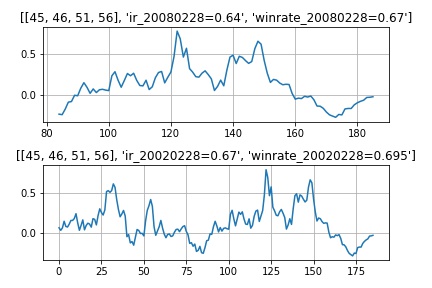 [[45, 46, 51, 56], 'ir_20080228=0.64', 'winrate_20080228=0.67']
0.5
0.0
80 100 120 140 160 180
[[45, 46, 51, 56], 'ir_20020228=0.67', 'winrate_20020228=0.695']
0.5
0.0
0 25 50 75 100 125 150 175